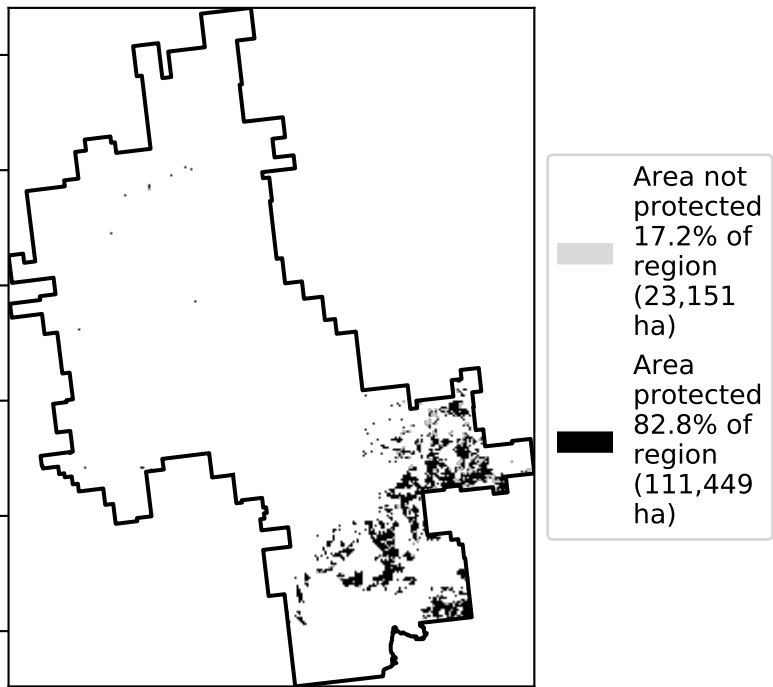 Area not
protected
17.2% of
region
(23,151
ha)
Area
protected
82.8% of
region
(111,449
ha)